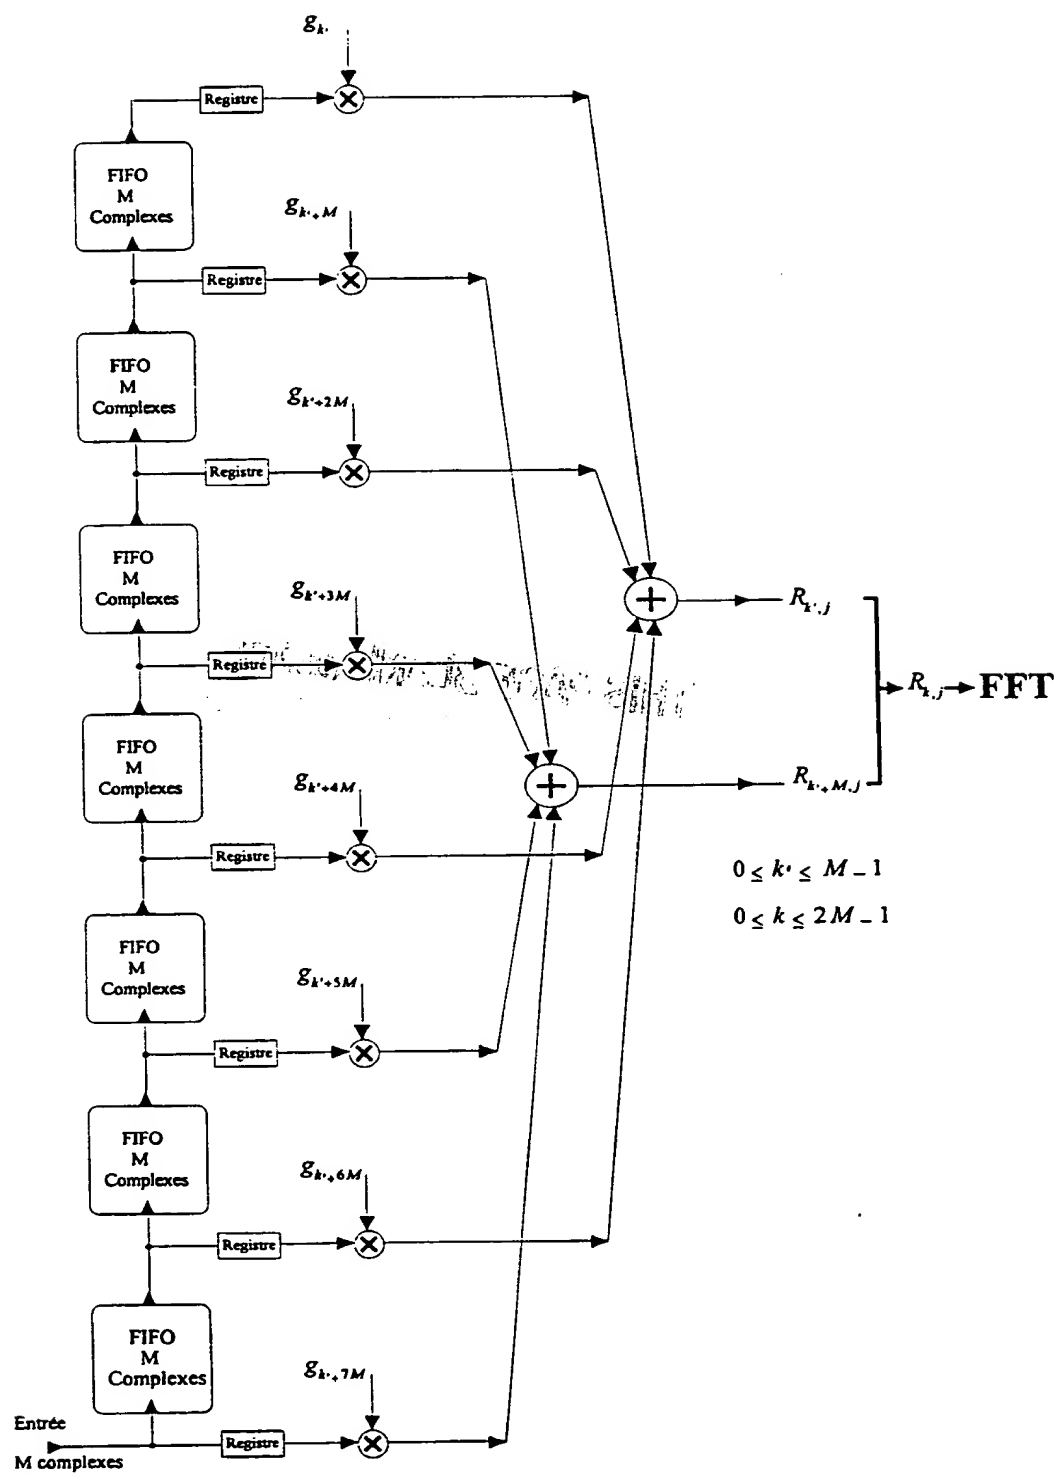 g_{k'}
Registre
FIFO
M
Complexes
g_{k'+M}
Registre
FIFO
M
Complexes
g_{k'+2M}
Registre
FIFO
M
Complexes
g_{k'+3M}
Registre
FIFO
M
Complexes
g_{k'+4M}
Registre
FIFO
M
Complexes
g_{k'+5M}
Registre
FIFO
M
Complexes
g_{k'+6M}
Registre
FIFO
M
Complexes
g_{k'+7M}
Registre
Entrée
M complexes
R_{k',j}
R_{k,j} FFT
R_{k'+M,j}
0 ≤ k' ≤ M - 1
0 ≤ k ≤ 2M - 1